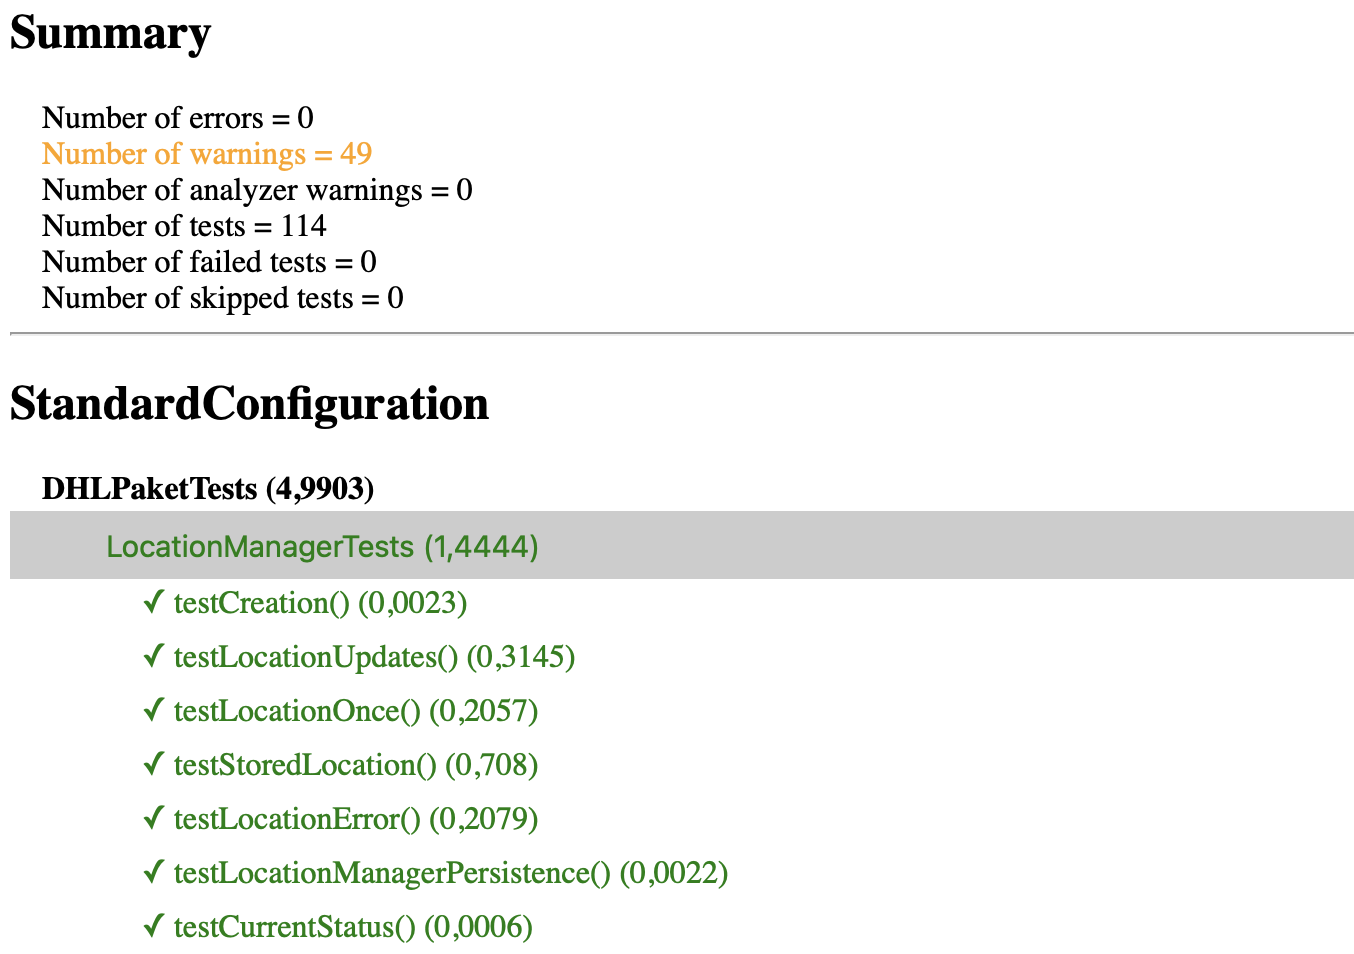 Summary
Number of errors = 0
Number of warnings = 49
Number of analyzer warnings = 0
Number of tests = 114
Number of failed tests = 0
Number of skipped tests = 0
StandardConfiguration
DHLPaketTests (4,9903)
LocationManagerTests (1,4444)
✓ testCreation() (0,0023)
✓ testLocationUpdates() (0,3145)
✓ testLocationOnce() (0,2057)
✓ testStoredLocation() (0,708)
✓ testLocationError() (0,2079)
✓ testLocationManagerPersistence() (0,0022)
✓ testCurrentStatus() (0,0006)